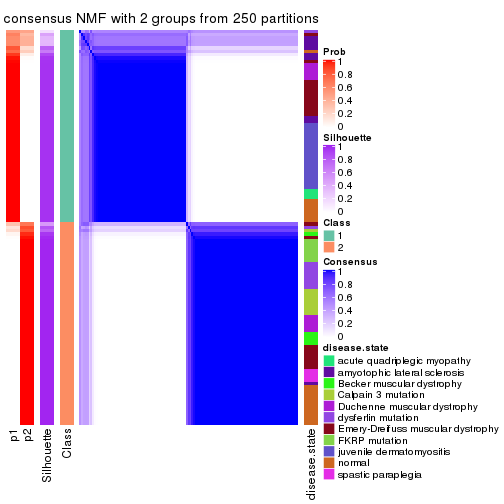 consensus NMF with 2 groups from 250 partitions
Prob
1
0.8
0.6
0.4
0.2
0
Silhouette
1
0.8
0.6
0.4
0.2
0
Class
1
2
Consensus
1
0.8
0.6
0.4
0.2
0
disease.state
acute quadriplegic myopathy
amyotophic lateral sclerosis
Becker muscular dystrophy
Calpain 3 mutation
Duchenne muscular dystrophy
dysferlin mutation
Emery-Dreifuss muscular dystrophy
FKRP mutation
juvenile dermatomyositis
normal
spastic paraplegia
p1
p2
Silhouette
Class
disease.state